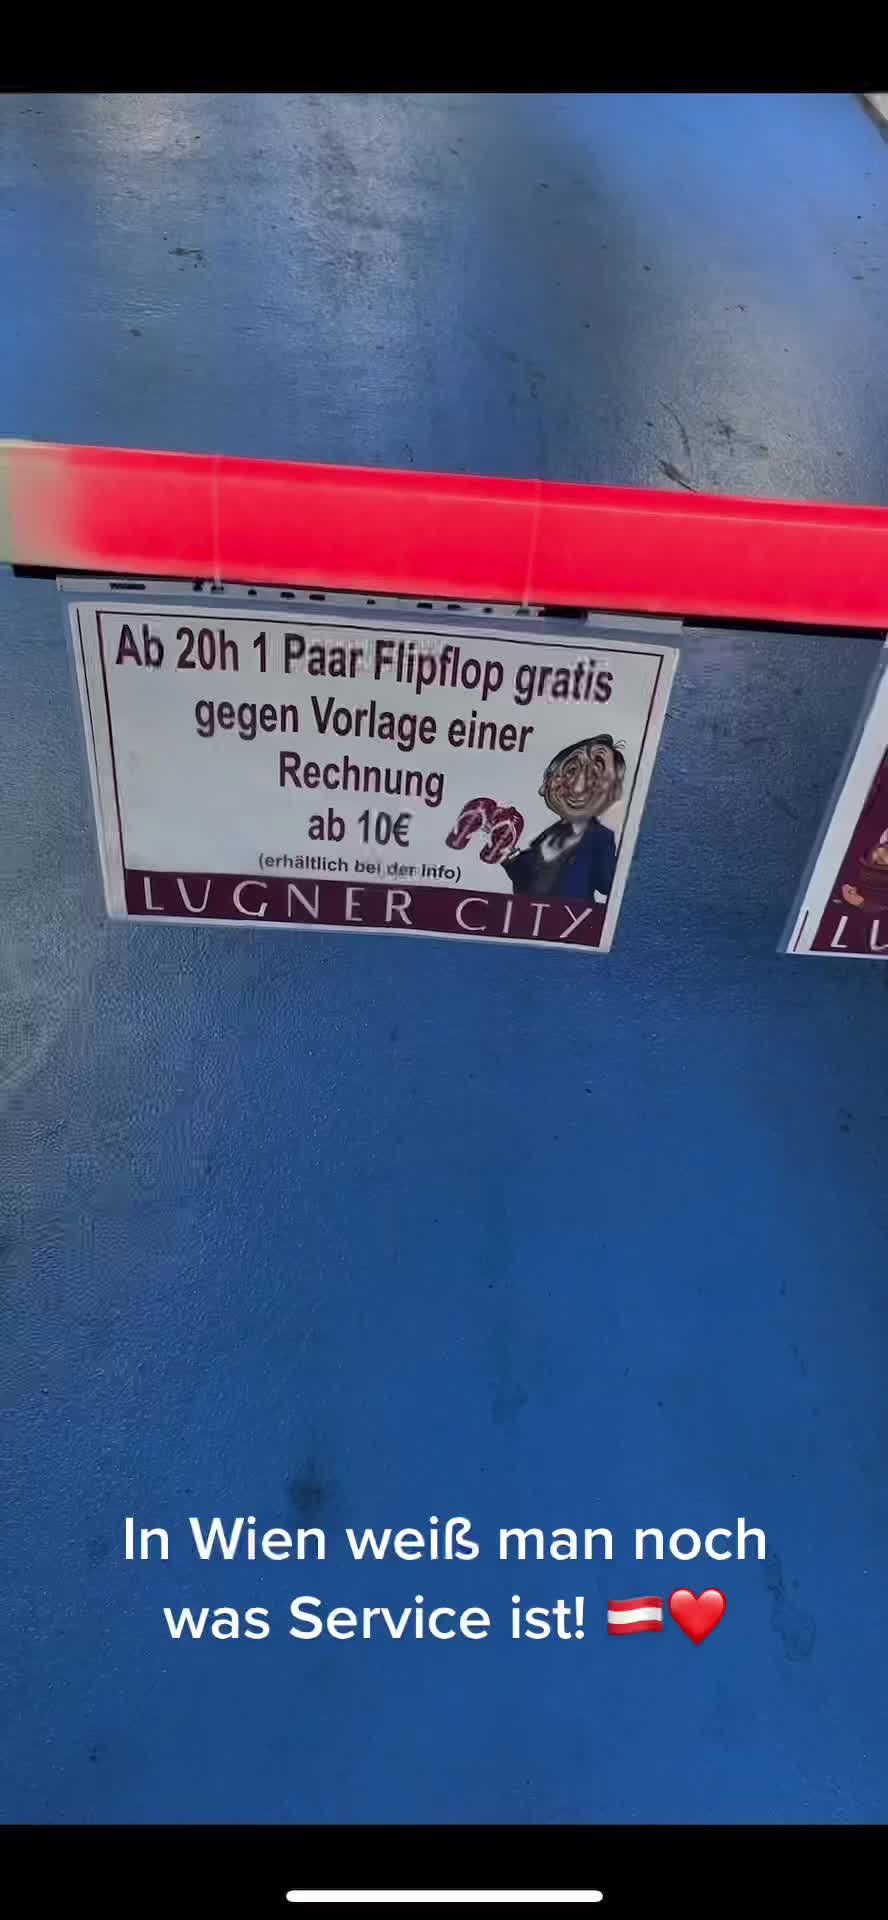 Ab 20h 1 Paar Flipflop gratis
gegen Vorlage einer
Rechnung
ab 10€
(erhältlich bei der Info)
LUGNER CITY
In Wien weiß man noch
was Service ist! 🇦🇹❤️